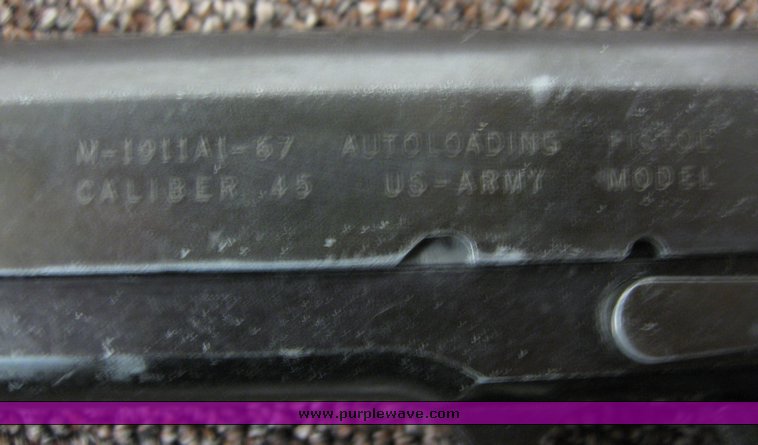 M-1911A1-67 AUTOLOADING PISTOL
CALIBER 45 US-ARMY MODEL
www.purplewave.com